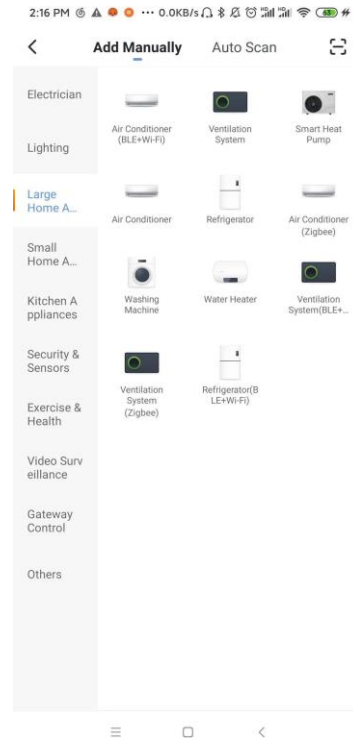 2:16 PM ... 0.0KB/s HD HD 63
Add Manually Auto Scan
Electrician
Lighting
Large
Home A...
Small
Home A...
Kitchen A
ppliances
Security &
Sensors
Exercise &
Health
Video Surv
eillance
Gateway
Control
Others
Air Conditioner
(BLE+Wi-Fi)
Ventilation
System
Smart Heat
Pump
Air Conditioner
Refrigerator
Air Conditioner
(Zigbee)
Washing
Machine
Water Heater
Ventilation
System(BLE+...
Ventilation
System
(Zigbee)
Refrigerator(B
LE+Wi-Fi)